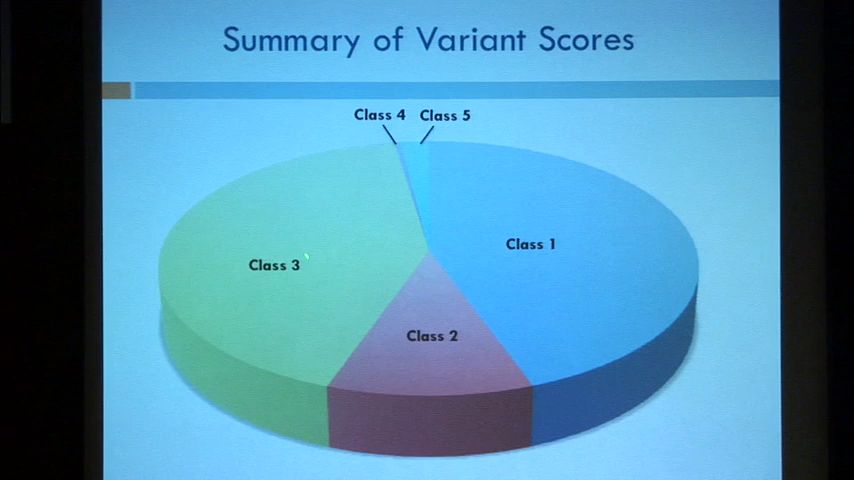 Summary of Variant Scores
Class 4
Class 5
Class 1
Class 3
Class 2